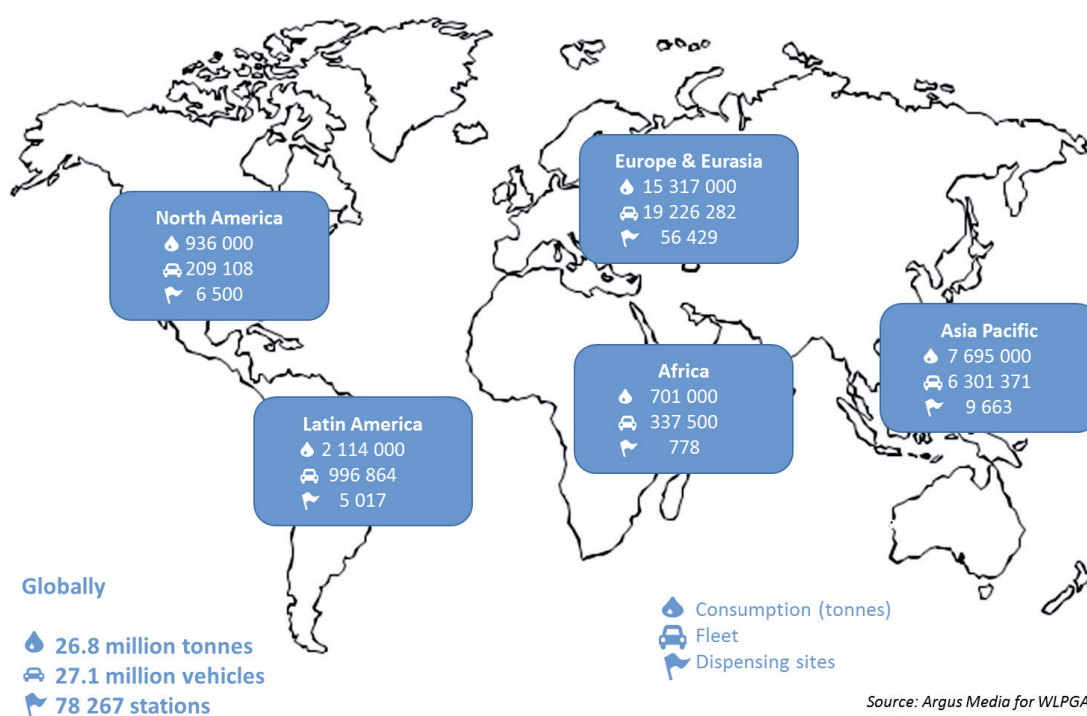 Europe & Eurasia
15 317 000
19 226 282
56 429
North America
936 000
209 108
6 500
Asia Pacific
7 695 000
6 301 371
9 663
Africa
701 000
337 500
778
Latin America
2 114 000
996 864
5 017
Globally
26.8 million tonnes
27.1 million vehicles
78 267 stations
Consumption (tonnes)
Fleet
Dispensing sites
Source: Argus Media for WLPGA